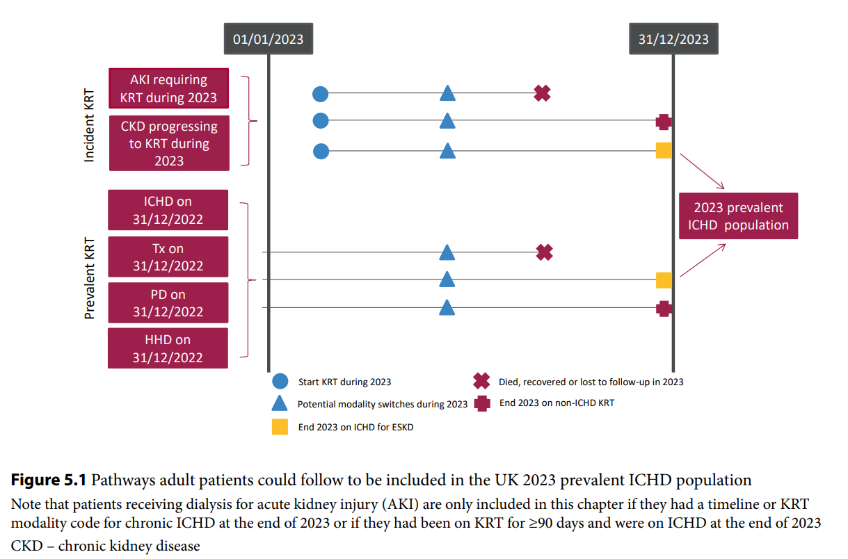 01/01/2023
31/12/2023
Incident KRT
AKI requiring
KRT during 2023
CKD progressing
to KRT during
2023
Prevalent KRT
ICHD on
31/12/2022
Tx on
31/12/2022
PD on
31/12/2022
HHD on
31/12/2022
2023 prevalent
ICHD population
Start KRT during 2023
Died, recovered or lost to follow-up in 2023
Potential modality switches during 2023
End 2023 on non-ICHD KRT
End 2023 on ICHD for ESKD
Figure 5.1 Pathways adult patients could follow to be included in the UK 2023 prevalent ICHD population
Note that patients receiving dialysis for acute kidney injury (AKI) are only included in this chapter if they had a timeline or KRT
modality code for chronic ICHD at the end of 2023 or if they had been on KRT for ≥90 days and were on ICHD at the end of 2023
CKD – chronic kidney disease